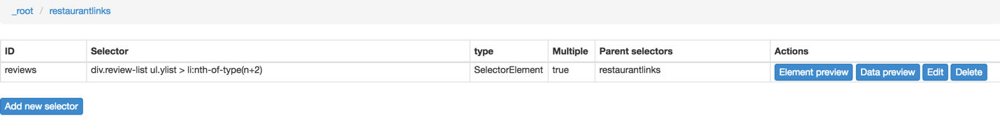 _root / restaurantlinks
ID Selector type Multiple Parent selectors Actions
reviews div.review-list ul.ylist > li:nth-of-type(n+2) SelectorElement true restaurantlinks Element preview Data preview Edit Delete
Add new selector